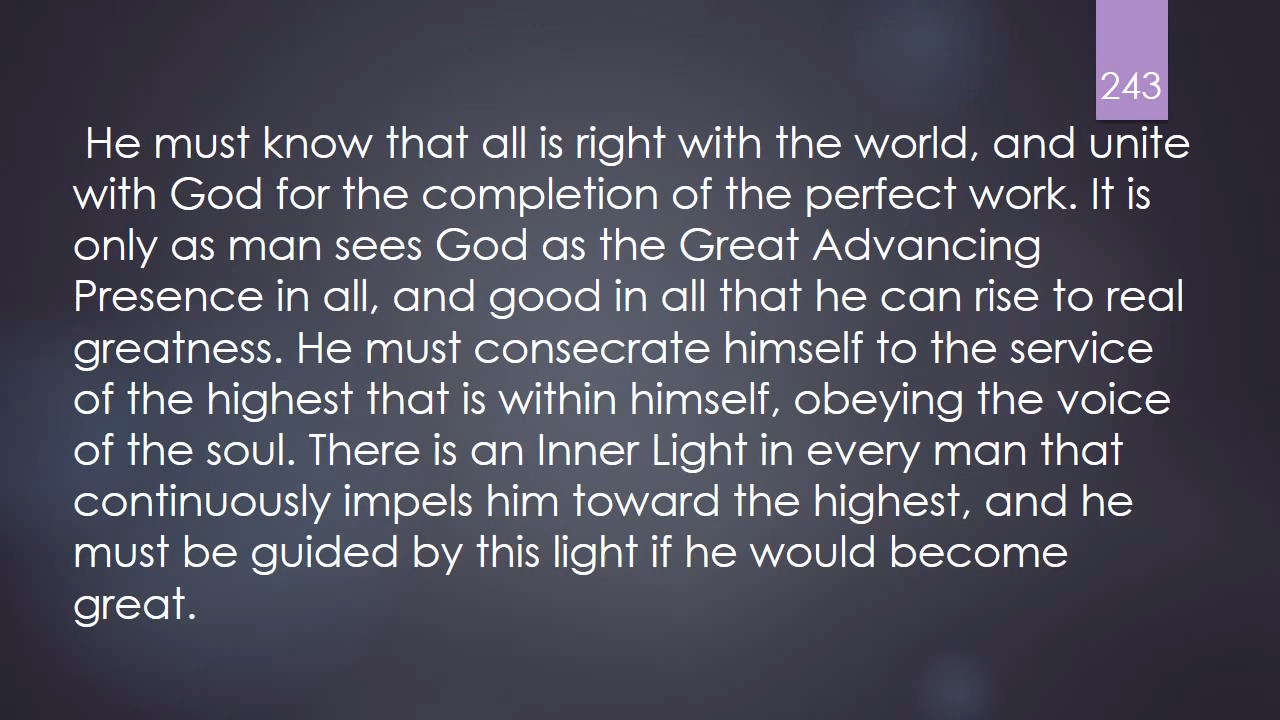 243
He must know that all is right with the world, and unite
with God for the completion of the perfect work. It is
only as man sees God as the Great Advancing
Presence in all, and good in all that he can rise to real
greatness. He must consecrate himself to the service
of the highest that is within himself, obeying the voice
of the soul. There is an Inner Light in every man that
continuously impels him toward the highest, and he
must be guided by this light if he would become
great.